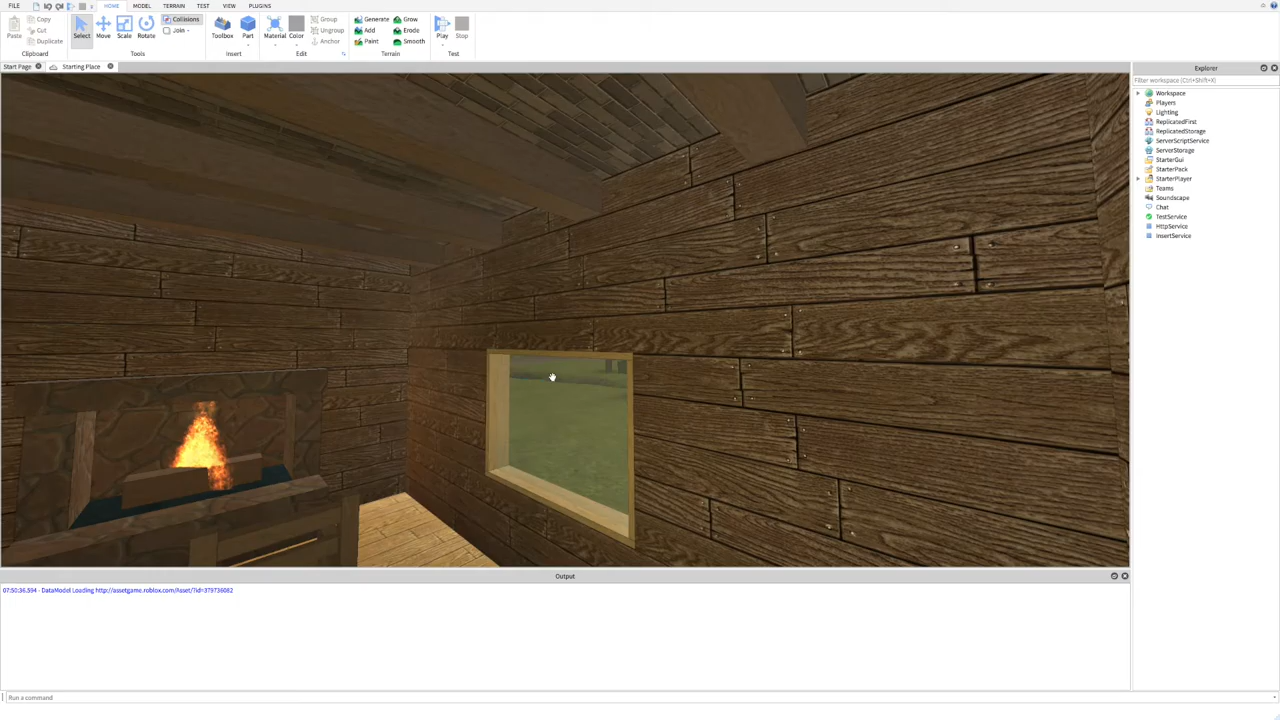 FILE HOME MODEL TERRAIN TEST VIEW PLUGINS
Paste
Copy
Cut
Duplicate
Clipboard
Select
Move
Scale
Rotate
Collisions
Join
Tools
Toolbox
Part
Insert
Material
Color
Group
Ungroup
Anchor
Edit
Generate
Add
Paint
Grow
Erode
Smooth
Terrain
Play
Stop
Test
Start Page
Starting Place
Explorer
Filter workspace (Ctrl+Shift+X)
Workspace
Players
Lighting
ReplicatedFirst
ReplicatedStorage
ServerScriptService
ServerStorage
StarterGui
StarterPack
StarterPlayer
Teams
Soundscape
Chat
TestService
HttpService
InsertService
Output
07:50:36.594 - DataModel Loading http://assetgame.roblox.com/Asset/?id=379736082
Run a command